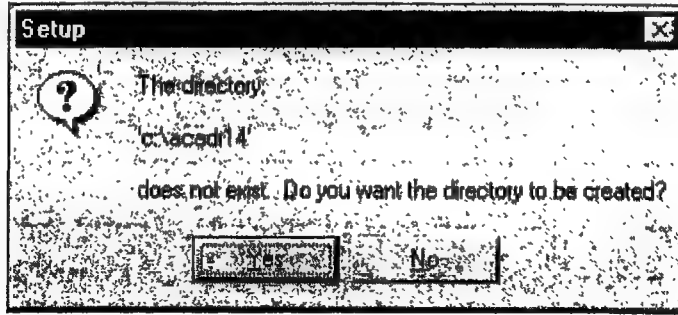 Setup
The directory:
'c:\acadr14'
does not exist. Do you want the directory to be created?
Yes
No